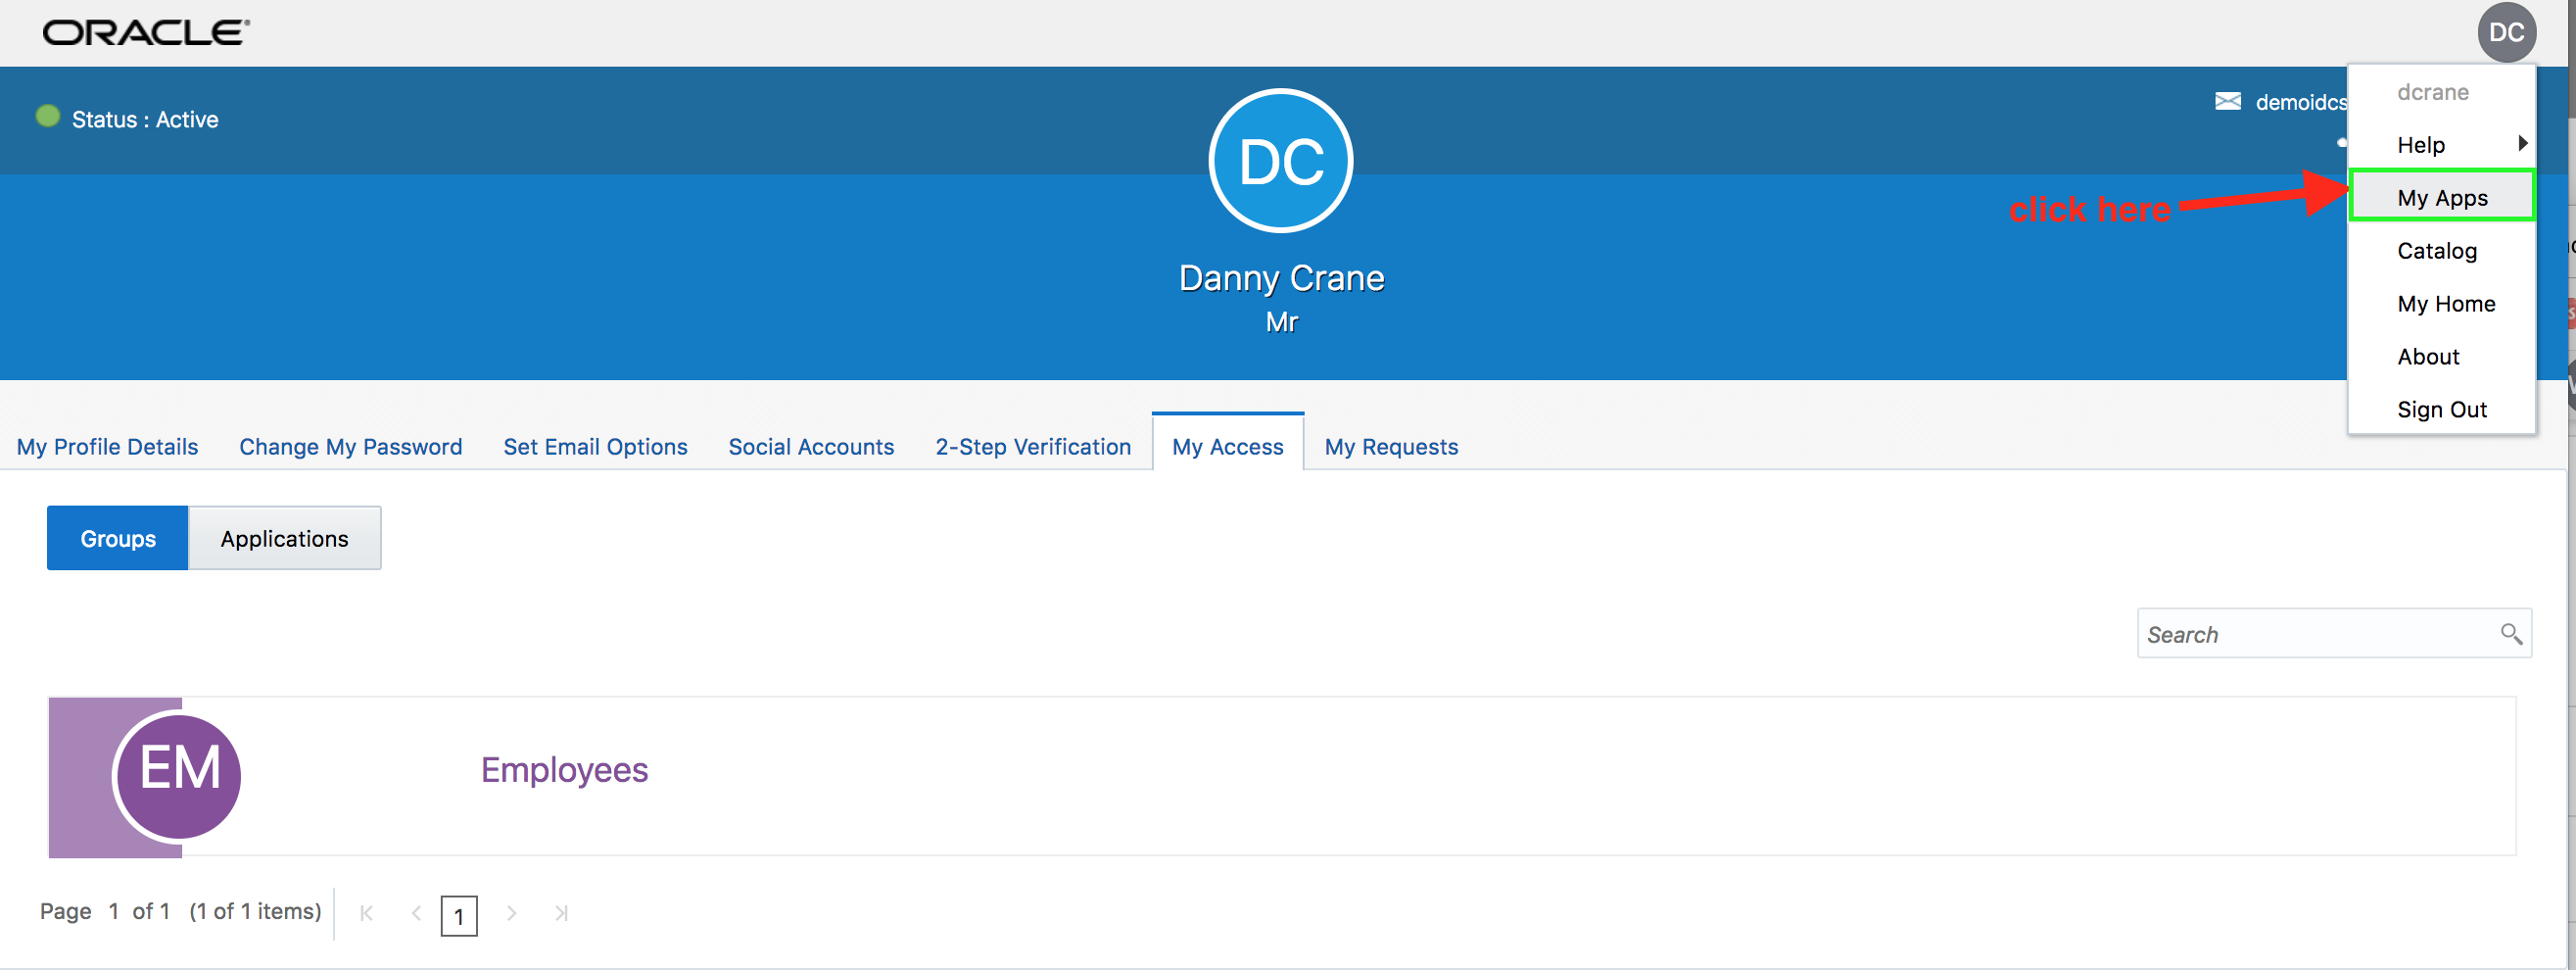 ORACLE
DC
Status : Active
DC
demoidcs
dcrane
Help
My Apps
click here
Catalog
Danny Crane
My Home
Mr
About
Sign Out
My Profile Details Change My Password Set Email Options Social Accounts 2-Step Verification My Access My Requests
Groups Applications
Search
EM Employees
Page 1 of 1 (1 of 1 items) 1